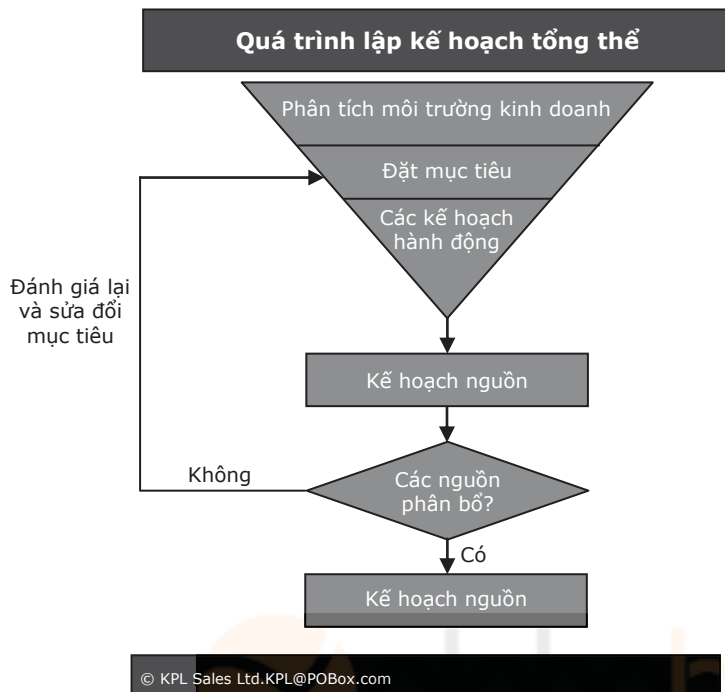 Quá trình lập kế hoạch tổng thể
Phân tích môi trường kinh doanh
Đặt mục tiêu
Các kế hoạch
hành động
Đánh giá lại
và sửa đổi
mục tiêu
Kế hoạch nguồn
Không
Các nguồn
phân bổ?
Có
Kế hoạch nguồn
© KPL Sales Ltd.KPL@POBox.com